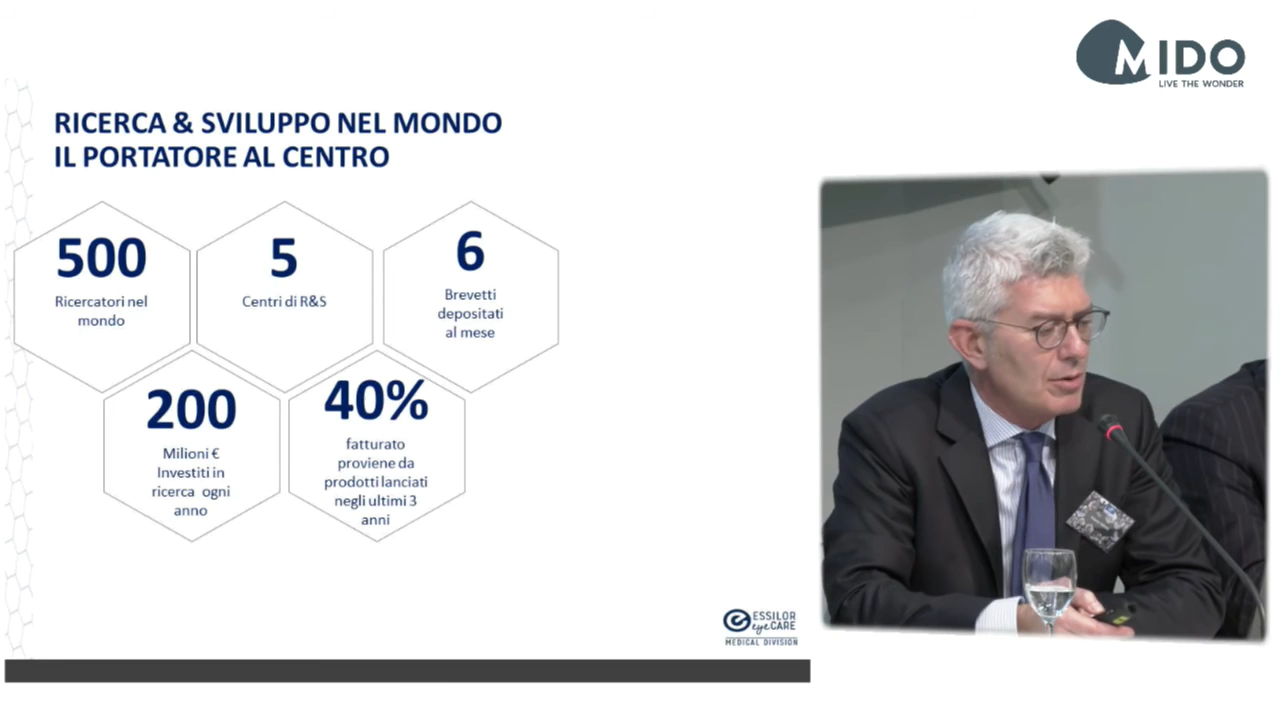 MIDO
LIVE THE WONDER
RICERCA & SVILUPPO NEL MONDO
IL PORTATORE AL CENTRO
500
Ricercatori nel
mondo
5
Centri di R&S
6
Brevetti
depositati
al mese
200
Milioni €
Investiti in
ricerca ogni
anno
40%
fatturato
proviene da
prodotti lanciati
negli ultimi 3
anni
ESSILOR
eyeCARE
MEDICAL DIVISION